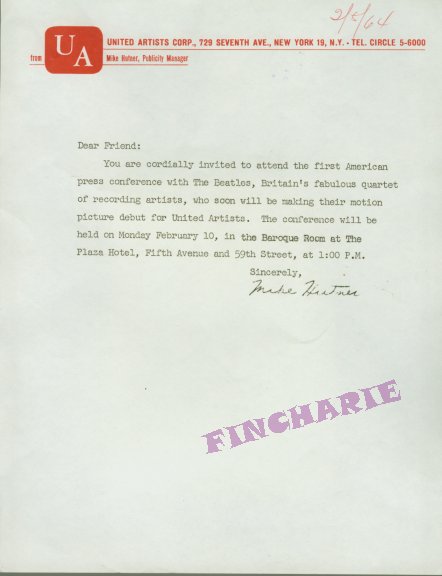 2/5/64
UA
UNITED ARTISTS CORP., 729 SEVENTH AVE., NEW YORK 19, N.Y. - TEL. CIRCLE 5-6000
from Mike Hutner, Publicity Manager
Dear Friend:
You are cordially invited to attend the first American
press conference with The Beatles, Britain's fabulous quartet
of recording artists, who soon will be making their motion
picture debut for United Artists. The conference will be
held on Monday February 10, in the Baroque Room at The
Plaza Hotel, Fifth Avenue and 59th Street, at 1:00 P.M.
Sincerely,
Mike Hutner
FINCHARIE